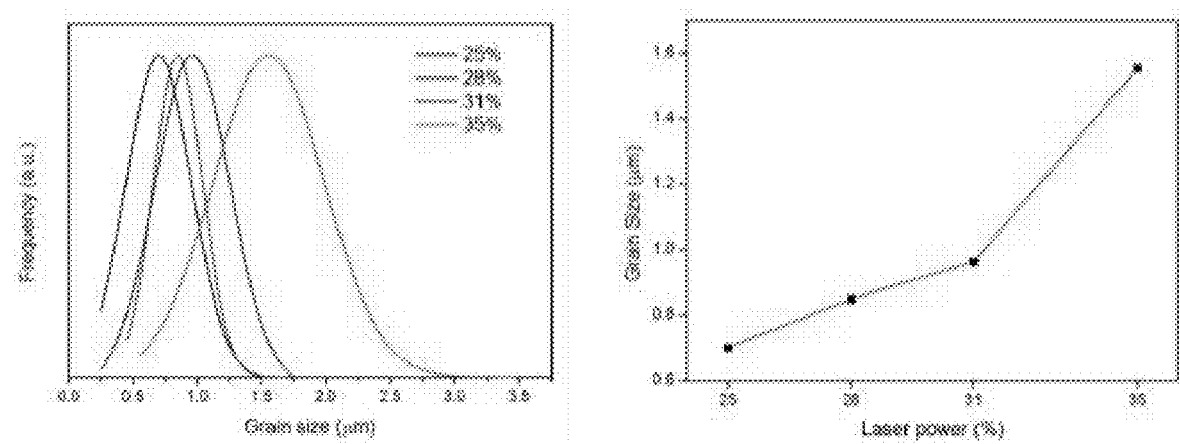 25%
28%
31%
35%
Frequency (a.u.)
0.0 0.5 1.0 1.5 2.0 2.5 3.0 3.5
Grain size (μm)
1.6
1.4
1.2
1.0
0.8
0.6
Grain Size (μm)
25 28 31 35
Laser power (%)